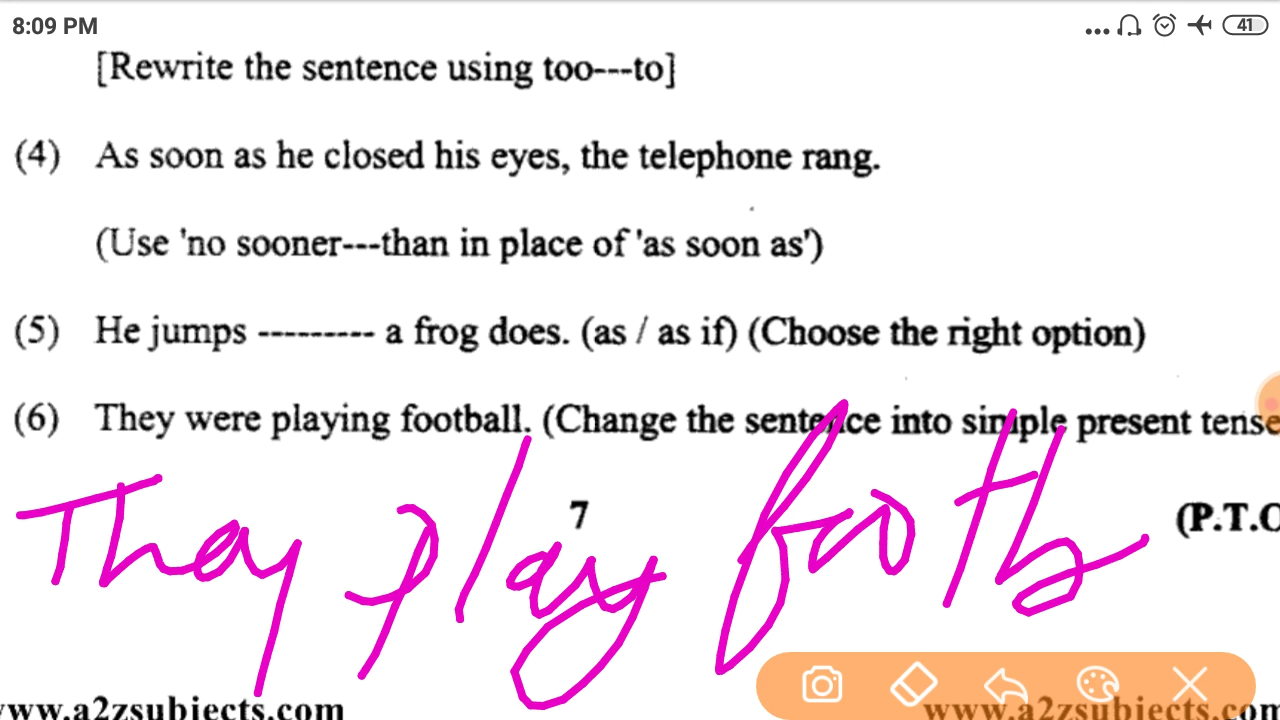 8:09 PM
41
[Rewrite the sentence using too---to]
(4) As soon as he closed his eyes, the telephone rang.
(Use 'no sooner---than in place of 'as soon as')
(5) He jumps --------- a frog does. (as / as if) (Choose the right option)
(6) They were playing football. (Change the sentence into simple present tense
7
(P.T.O
They play footb
www.a2zsubjects.com www.a2zsubjects.com